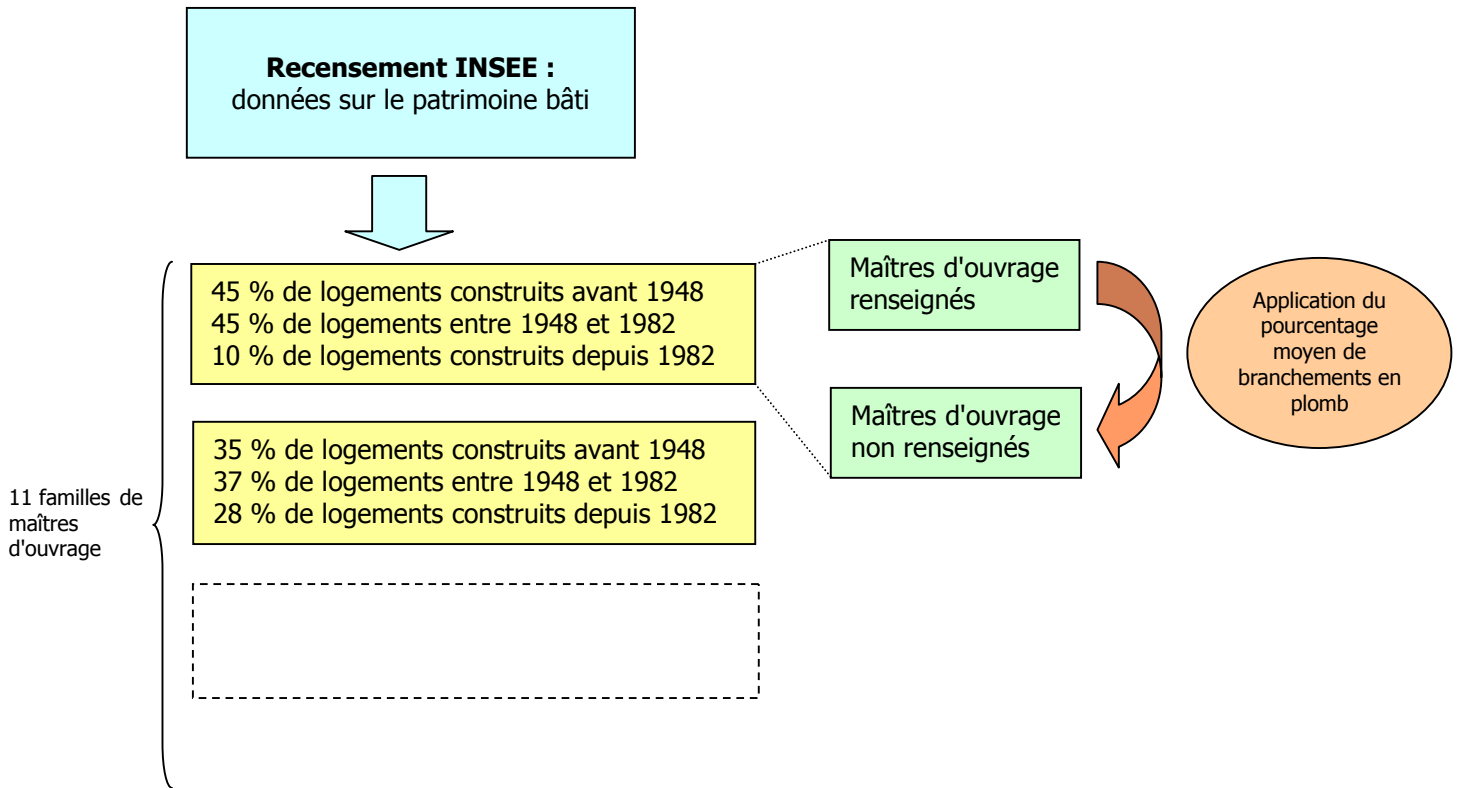 Recensement INSEE :
données sur le patrimoine bâti
45 % de logements construits avant 1948
45 % de logements entre 1948 et 1982
10 % de logements construits depuis 1982
Maîtres d'ouvrage
renseignés
Application du
pourcentage
moyen de
branchements en
plomb
Maîtres d'ouvrage
non renseignés
35 % de logements construits avant 1948
37 % de logements entre 1948 et 1982
28 % de logements construits depuis 1982
11 familles de
maîtres
d'ouvrage